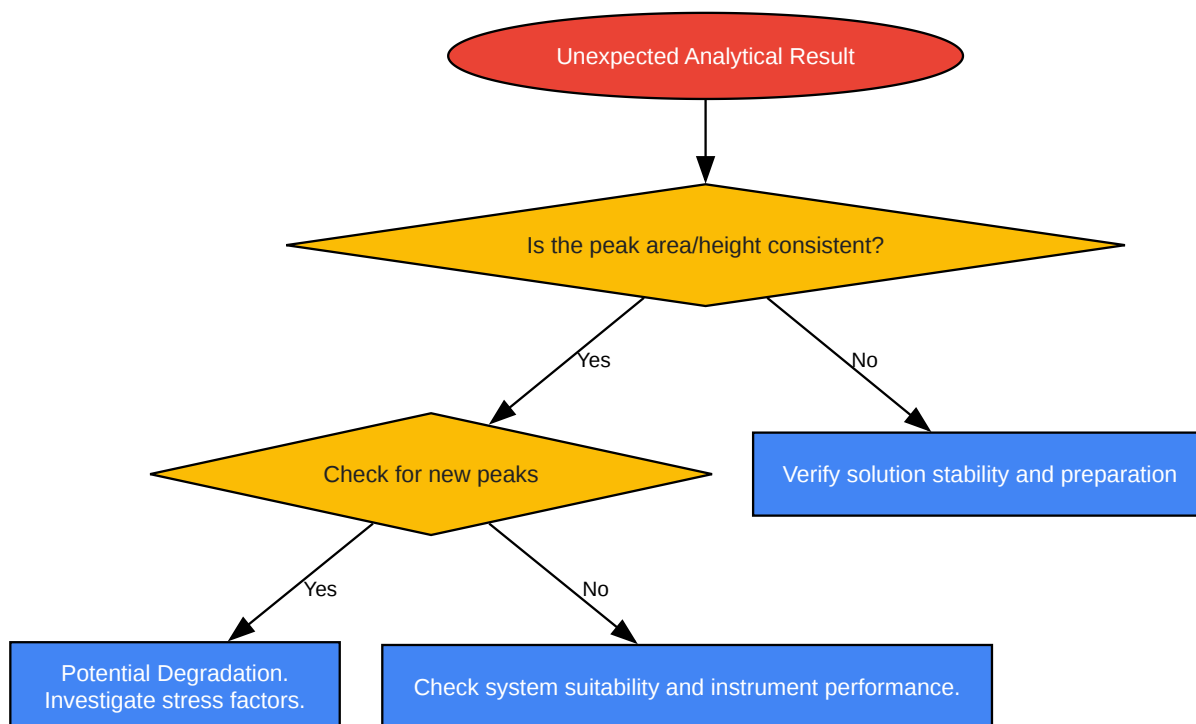 Unexpected Analytical Result
Is the peak area/height consistent?
Yes
No
Check for new peaks
Verify solution stability and preparation
Yes
No
Potential Degradation.
Investigate stress factors.
Check system suitability and instrument performance.